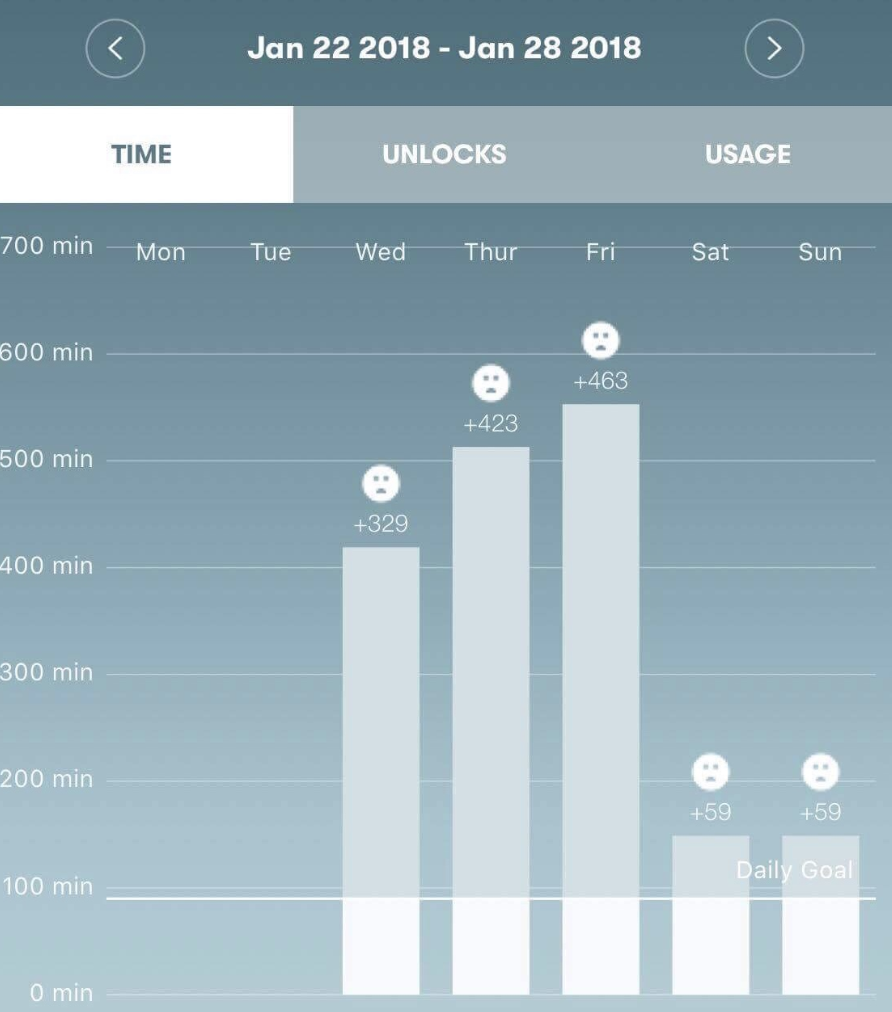 Jan 22 2018 - Jan 28 2018
TIME UNLOCKS USAGE
700 min Mon Tue Wed Thur Fri Sat Sun
600 min
+463
+423
500 min
+329
400 min
300 min
200 min
+59 +59
Daily Goal
100 min
0 min